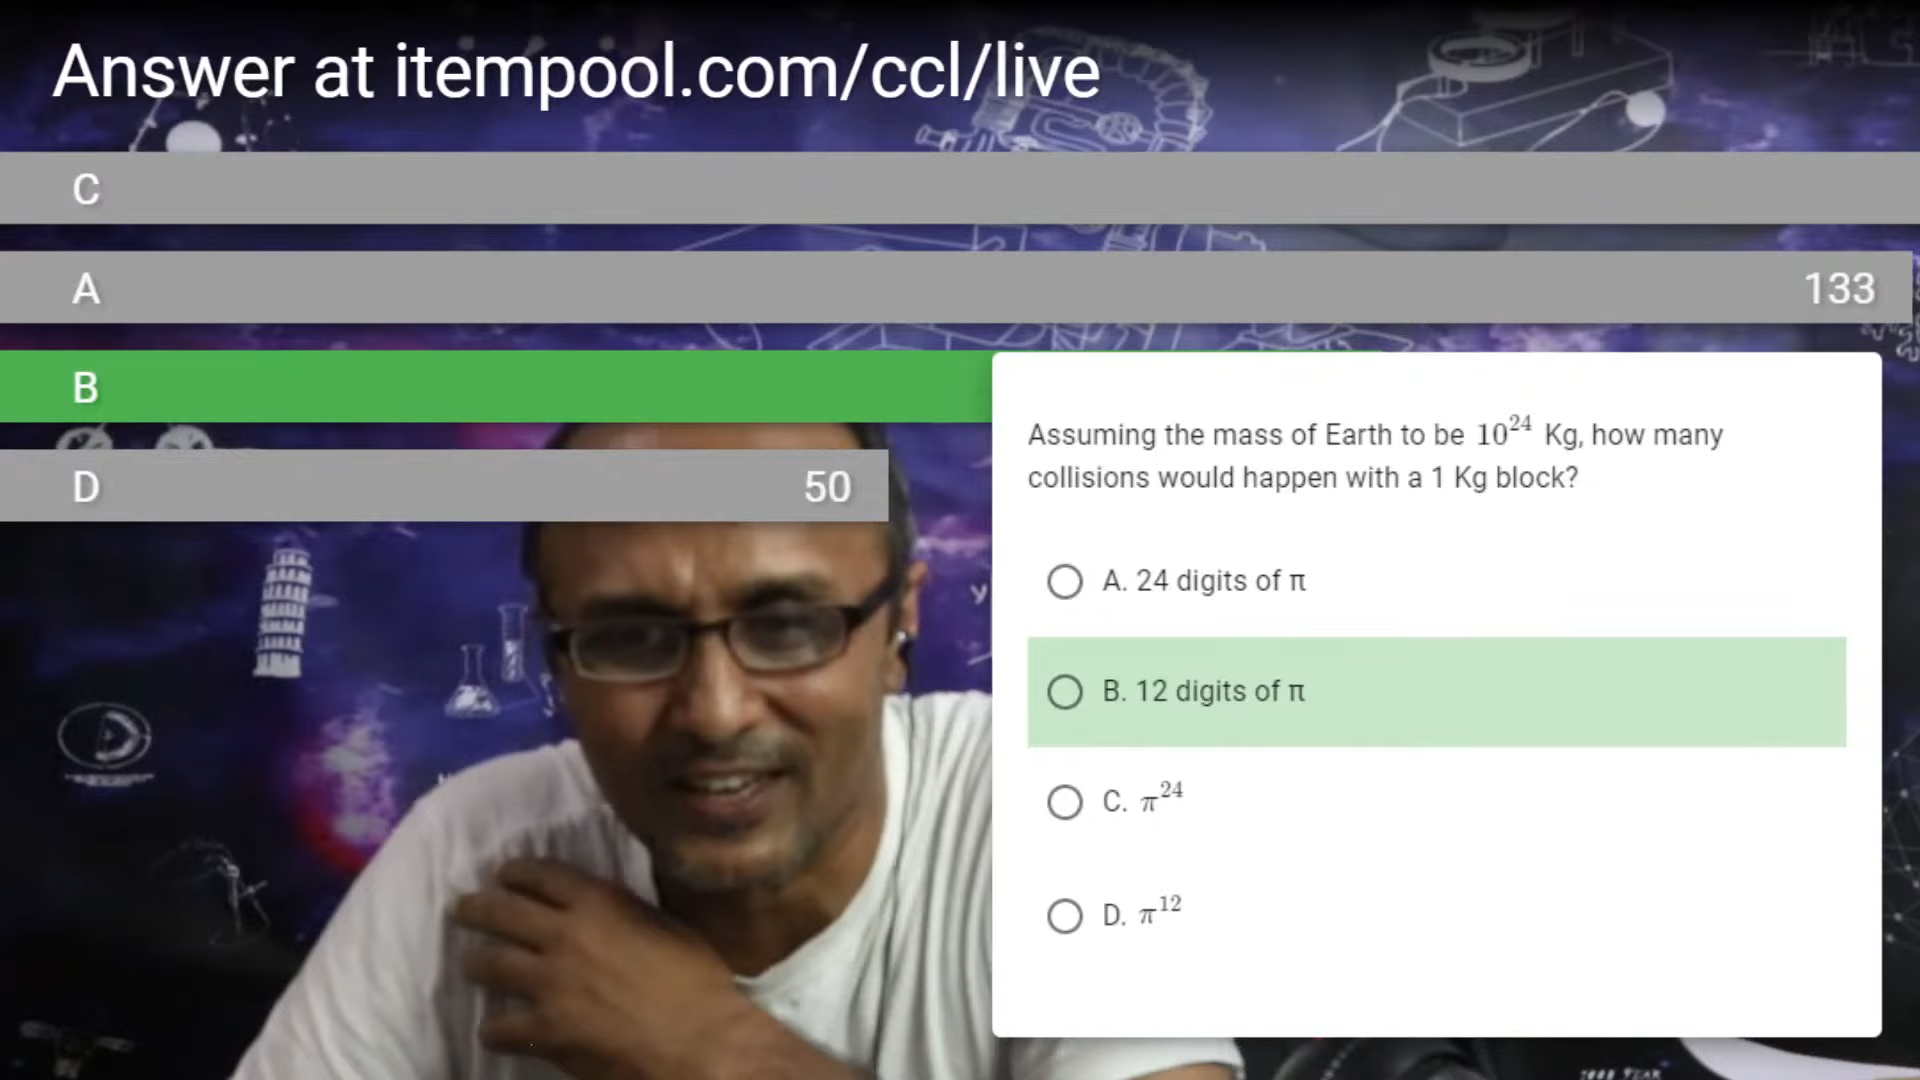 Answer at itempool.com/ccl/live
C
A 133
B
D 50
Assuming the mass of Earth to be 10^24 Kg, how many
collisions would happen with a 1 Kg block?
A. 24 digits of π
B. 12 digits of π
C. π^24
D. π^12